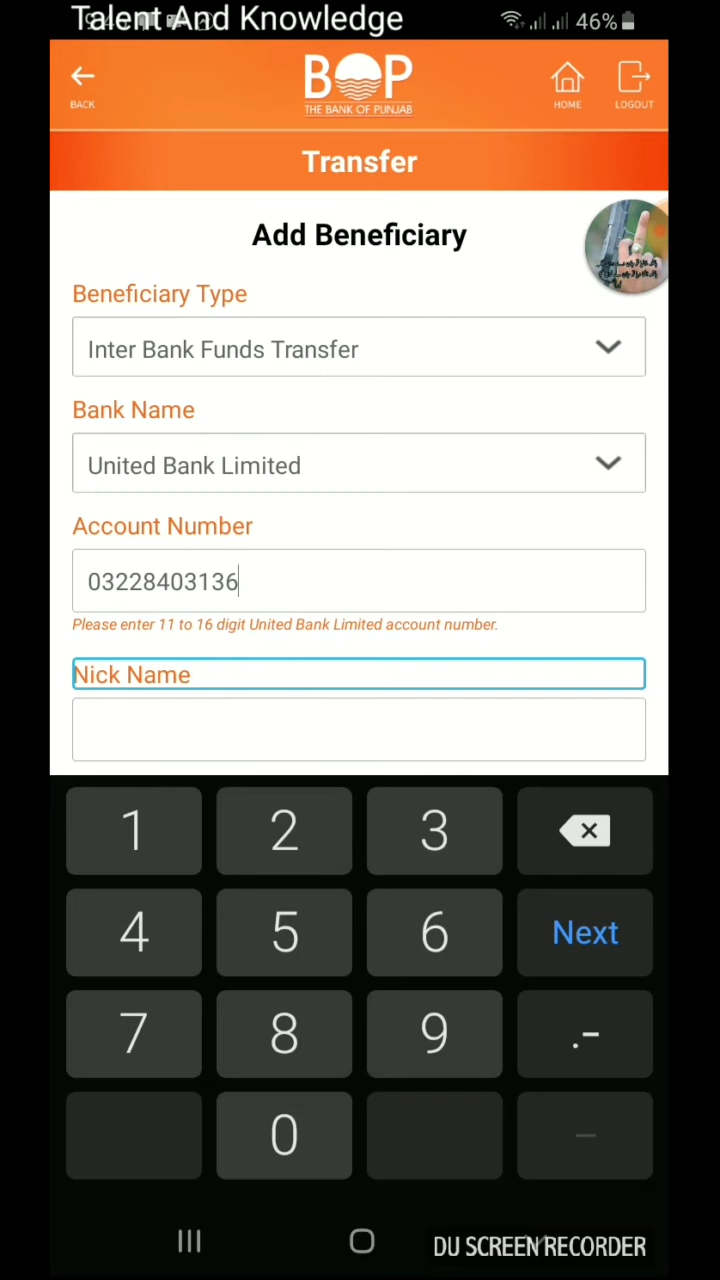 Talent And Knowledge
46%
BACK
BOP
THE BANK OF PUNJAB
HOME
LOGOUT
Transfer
Add Beneficiary
Beneficiary Type
Inter Bank Funds Transfer
Bank Name
United Bank Limited
Account Number
03228403136
Please enter 11 to 16 digit United Bank Limited account number.
Nick Name
1 2 3
4 5 6 Next
7 8 9 .-
0
DU SCREEN RECORDER